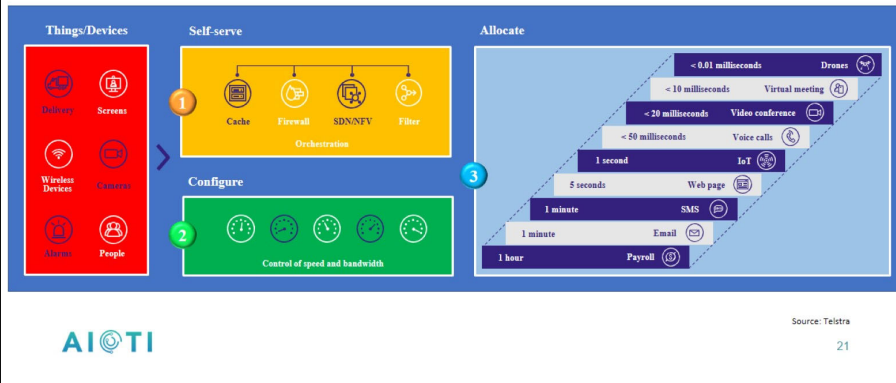 Things/Devices
Delivery
Screens
Wireless
Devices
Cameras
Alarms
People
Self-serve
1
Cache
Firewall
SDN/NFV
Filter
Orchestration
Configure
2
Control of speed and bandwidth
Allocate
3
< 0.01 milliseconds Drones
< 10 milliseconds Virtual meeting
< 20 milliseconds Video conference
< 50 milliseconds Voice calls
1 second IoT
5 seconds Web page
1 minute SMS
1 minute Email
1 hour Payroll
Source: Telstra
AIOTI
21